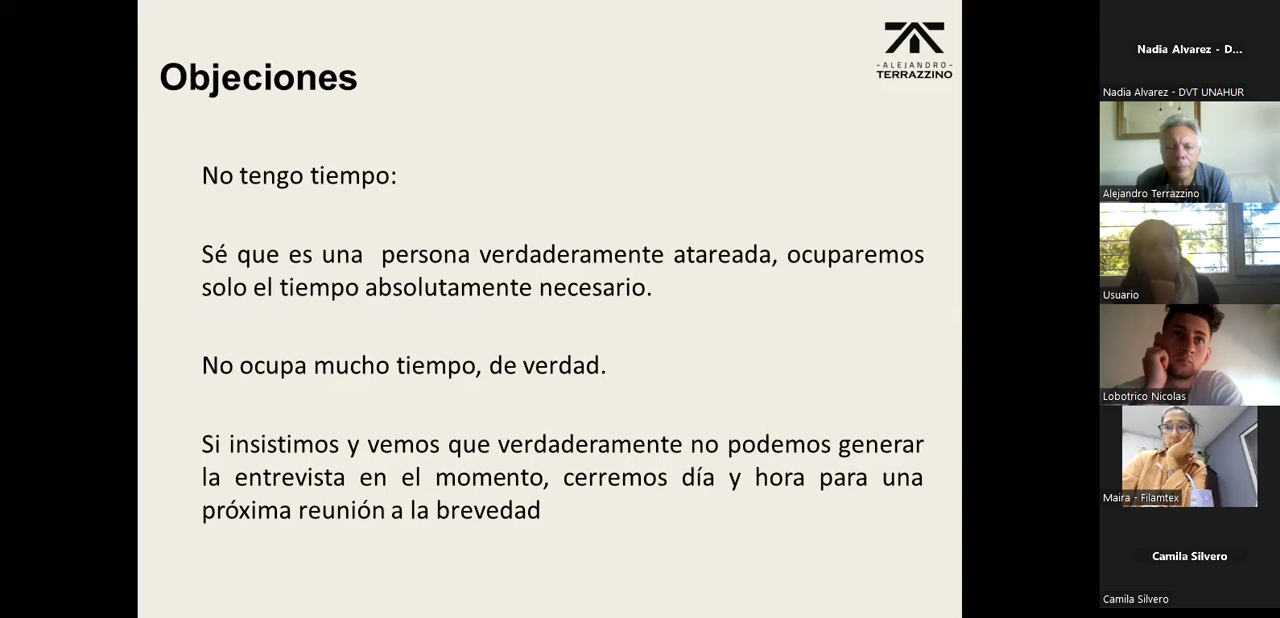 Objeciones
-ALEJANDRO-
TERRAZZINO
No tengo tiempo:
Sé que es una persona verdaderamente atareada, ocuparemos
solo el tiempo absolutamente necesario.
No ocupa mucho tiempo, de verdad.
Si insistimos y vemos que verdaderamente no podemos generar
la entrevista en el momento, cerremos día y hora para una
próxima reunión a la brevedad
Nadia Alvarez - D...
Nadia Alvarez - DVT UNAHUR
Alejandro Terrazzino
Usuario
Lobotrico Nicolas
Maira - Filamtex
Camila Silvero
Camila Silvero